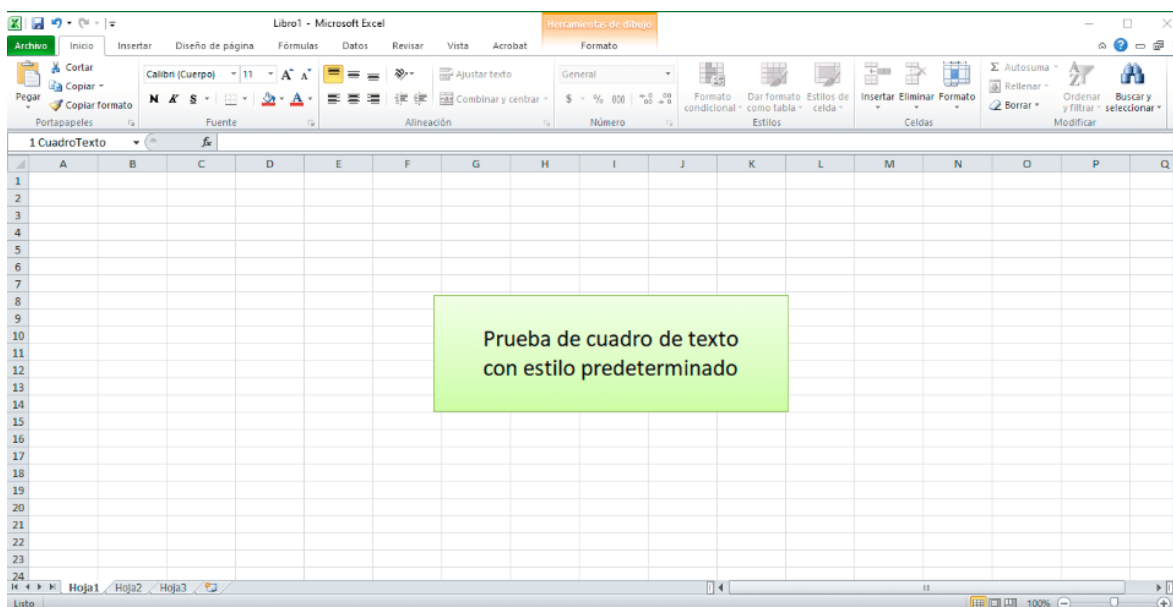 Libro1 - Microsoft Excel
Herramientas de dibujo
Archivo Inicio Insertar Diseño de página Fórmulas Datos Revisar Vista Acrobat Formato
Pegar
Cortar
Copiar
Copiar formato
Portapapeles
Calibri (Cuerpo) 11 A A
N K S A
Fuente
Ajustar texto
Combinar y centrar
Alineación
General
$ % 000
Número
Formato
condicional
Dar formato
como tabla
Estilos de
celda
Estilos
Insertar Eliminar Formato
Celdas
Σ Autosuma
Rellenar
Borrar
Ordenar
y filtrar
Buscar y
seleccionar
Modificar
1 CuadroTexto fx
A B C D E F G H I J K L M N O P Q
1
2
3
4
5
6
7
8
9
10
11
12
13
14
15
16
17
18
19
20
21
22
23
24
Prueba de cuadro de texto
con estilo predeterminado
Hoja1 Hoja2 Hoja3
Listo 100%